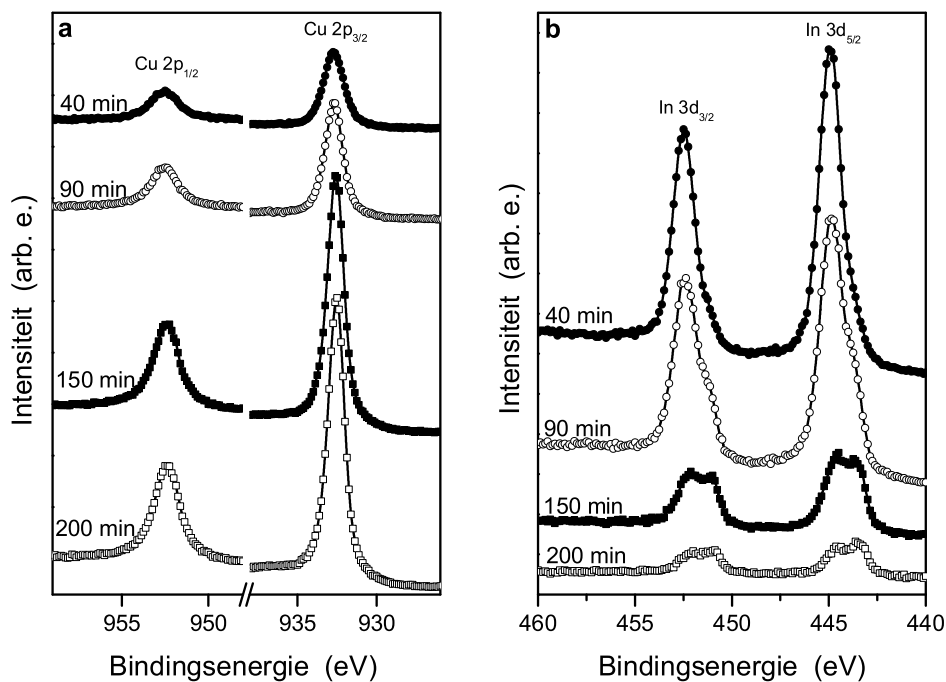 a
Cu 2p3/2
Cu 2p1/2
40 min
90 min
150 min
200 min
Intensiteit (arb. e.)
955 950 935 930
Bindingsenergie (eV)
b
In 3d5/2
In 3d3/2
40 min
90 min
150 min
200 min
Intensiteit (arb. e.)
460 455 450 445 440
Bindingsenergie (eV)